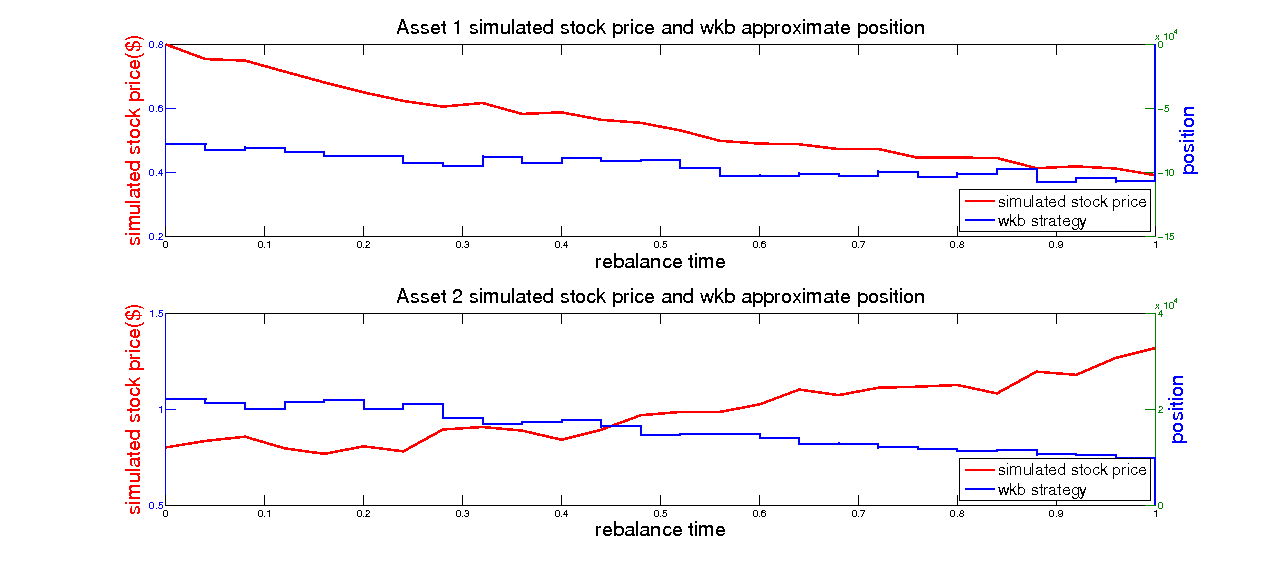 Asset 1 simulated stock price and wkb approximate position
simulated stock price($)
0.8
0.6
0.4
0.2
x 10^4
0
-5
-10
-15
position
simulated stock price
wkb strategy
0 0.1 0.2 0.3 0.4 0.5 0.6 0.7 0.8 0.9 1
rebalance time
Asset 2 simulated stock price and wkb approximate position
simulated stock price($)
1.5
1
0.5
x 10^4
4
2
0
position
simulated stock price
wkb strategy
0 0.1 0.2 0.3 0.4 0.5 0.6 0.7 0.8 0.9 1
rebalance time